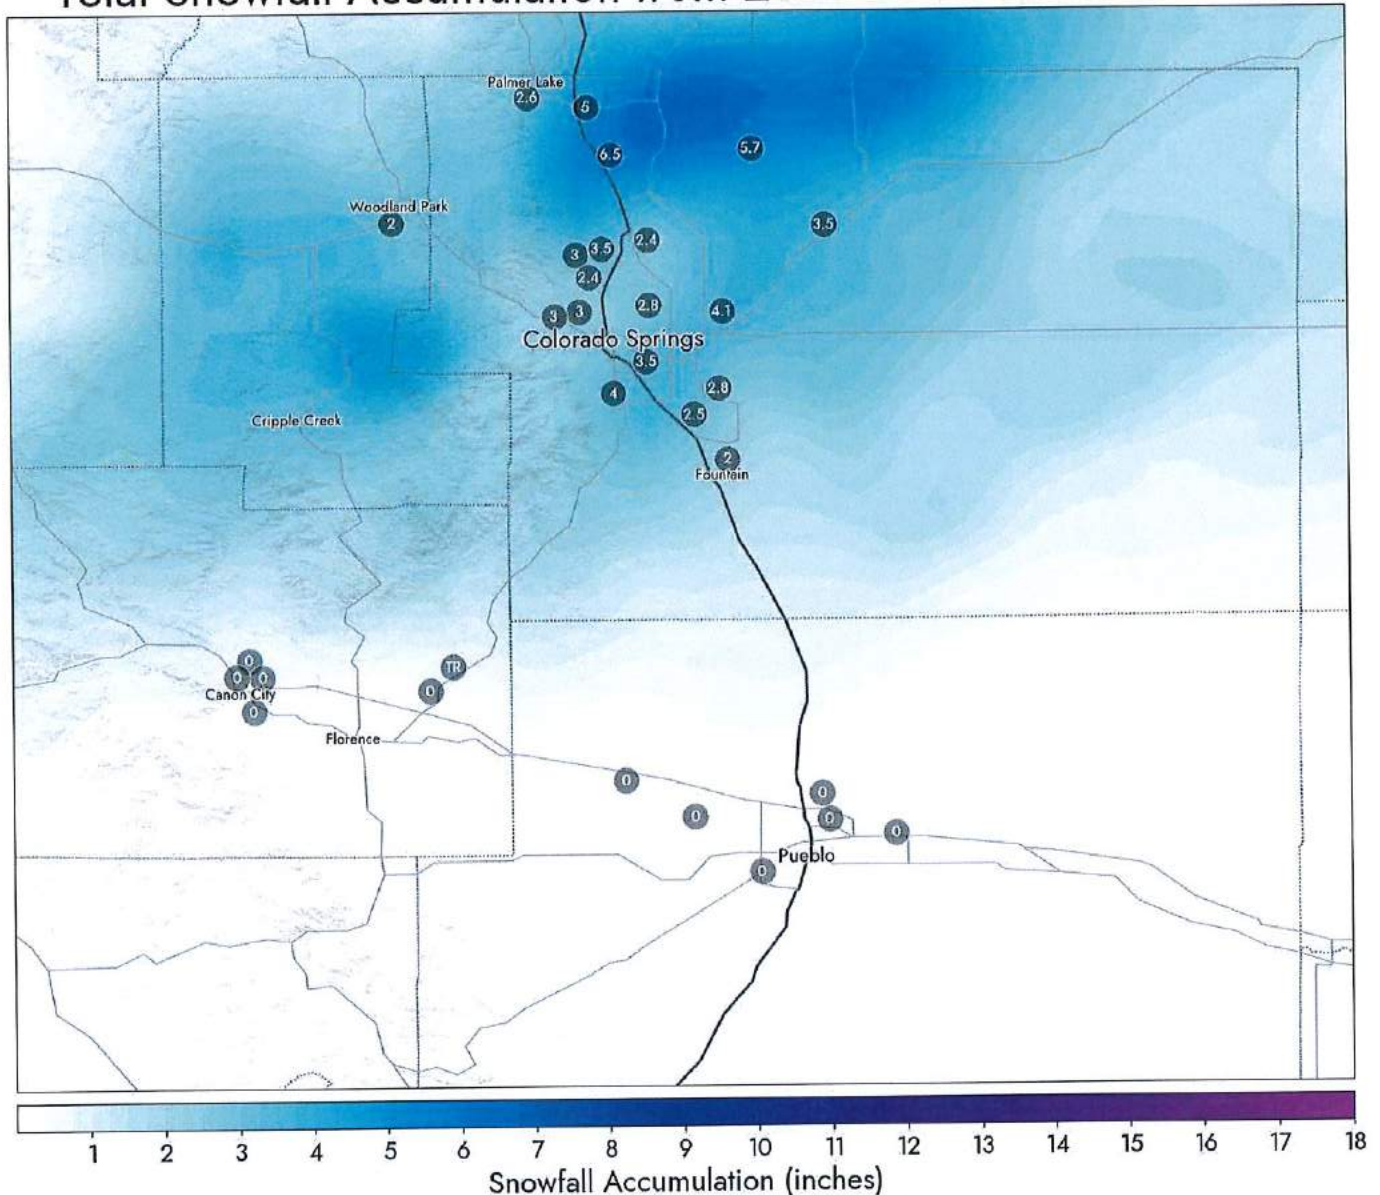 Total Snowfall Accumulation from
Palmer Lake
2.6
5
6.5
5.7
Woodland Park
2
3.5
2.4
3.5
3
2.4
2.8
4.1
3
3
Colorado Springs
3.5
2.8
4
2.5
Cripple Creek
2
Fountain
0
TR
0
0
0
Canon City
0
Florence
0
0
0
0
0
Pueblo
0
1 2 3 4 5 6 7 8 9 10 11 12 13 14 15 16 17 18
Snowfall Accumulation (inches)